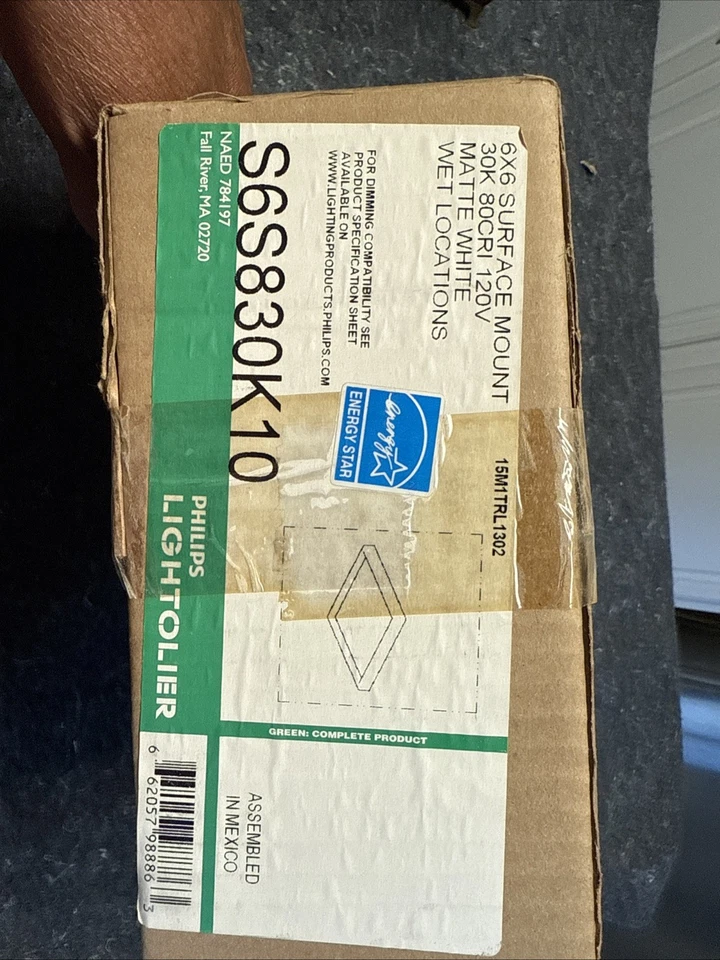 6X6 SURFACE MOUNT
30K 80CRI 120V
MATTE WHITE
WET LOCATIONS
FOR DIMMING COMPATIBILITY SEE
PRODUCT SPECIFICATION SHEET
AVAILABLE ON
WWW.LIGHTINGPRODUCTS.PHILIPS.COM
S6S830K10
NAED 784197
Fall River, MA 02720
15M1TRL1302
energy
ENERGY STAR
PHILIPS
LIGHTOLIER
GREEN: COMPLETE PRODUCT
ASSEMBLED
IN MEXICO
6 62057 98886 3